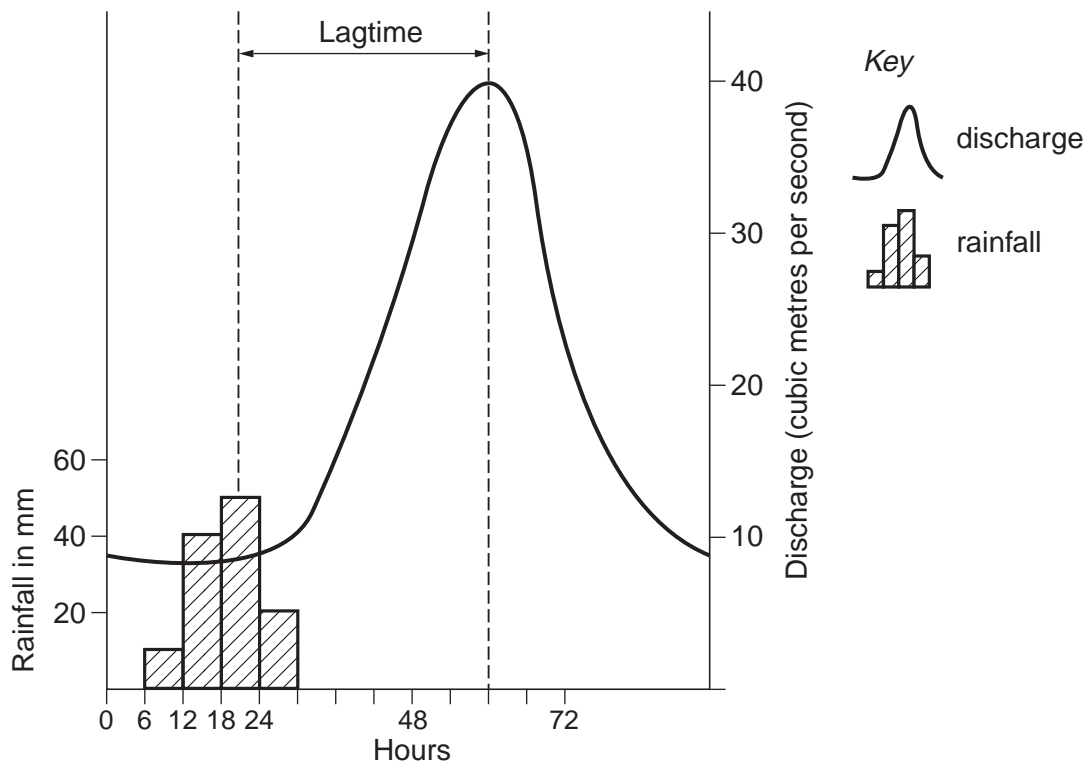 Lagtime
Key
discharge
rainfall
40
30
20
10
Discharge (cubic metres per second)
60
40
20
Rainfall in mm
0 6 12 18 24 48 72
Hours